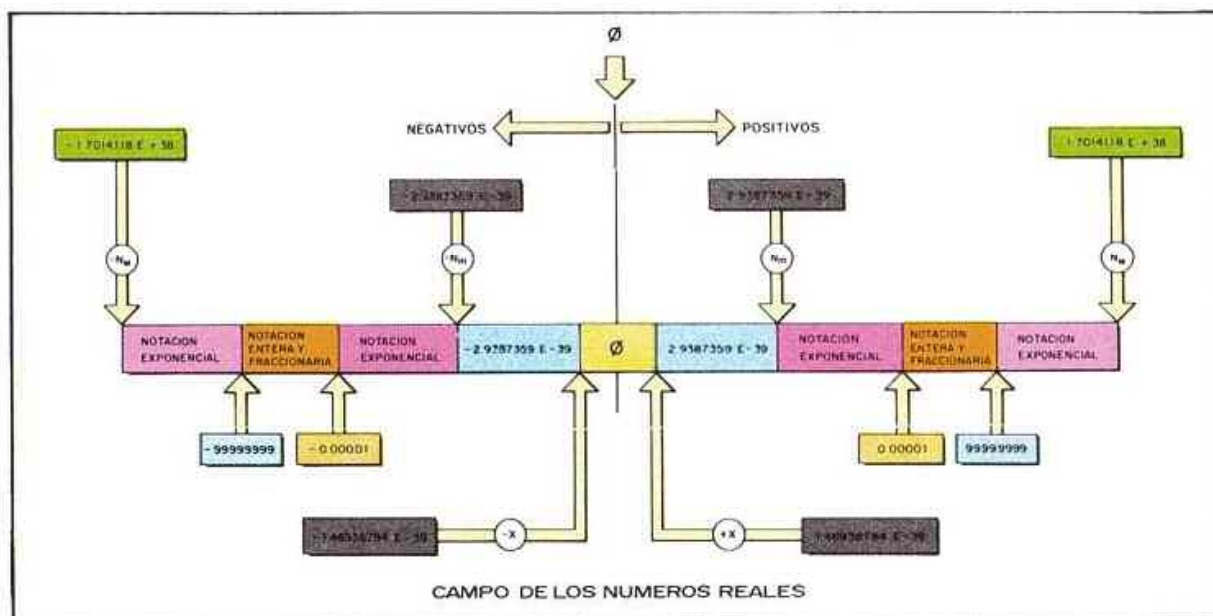 Ø
NEGATIVOS
POSITIVOS
- 1.7014118 E + 38
1.7014118 E + 38
-2.9387359 E-39
2.9387359 E-39
-NM
-Nm
Nm
NM
NOTACION EXPONENCIAL
NOTACION ENTERA Y FRACCIONARIA
NOTACION EXPONENCIAL
-2.9387359 E-39
Ø
2.9387359 E-39
NOTACION EXPONENCIAL
NOTACION ENTERA Y FRACCIONARIA
NOTACION EXPONENCIAL
- 99999999
- 0.00001
0.00001
99999999
-X
+X
CAMPO DE LOS NUMEROS REALES